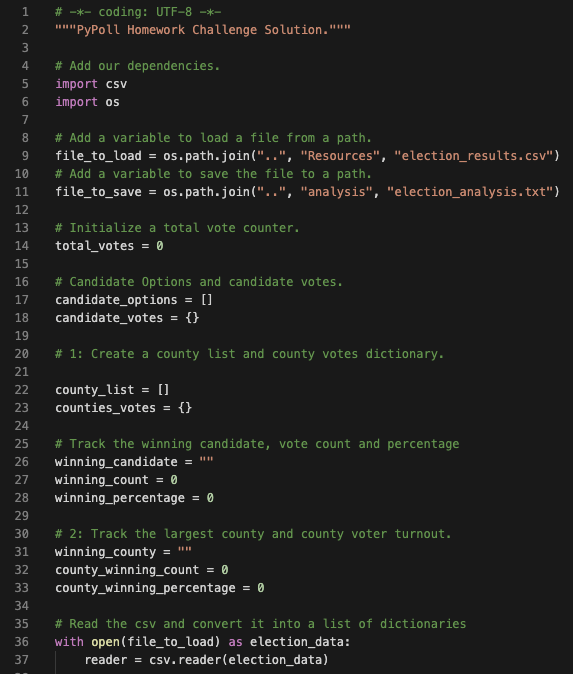 1 # -*- coding: UTF-8 -*-
2 """PyPoll Homework Challenge Solution."""
3
4 # Add our dependencies.
5 import csv
6 import os
7
8 # Add a variable to load a file from a path.
9 file_to_load = os.path.join("..", "Resources", "election_results.csv")
10 # Add a variable to save the file to a path.
11 file_to_save = os.path.join("..", "analysis", "election_analysis.txt")
12
13 # Initialize a total vote counter.
14 total_votes = 0
15
16 # Candidate Options and candidate votes.
17 candidate_options = []
18 candidate_votes = {}
19
20 # 1: Create a county list and county votes dictionary.
21
22 county_list = []
23 counties_votes = {}
24
25 # Track the winning candidate, vote count and percentage
26 winning_candidate = ""
27 winning_count = 0
28 winning_percentage = 0
29
30 # 2: Track the largest county and county voter turnout.
31 winning_county = ""
32 county_winning_count = 0
33 county_winning_percentage = 0
34
35 # Read the csv and convert it into a list of dictionaries
36 with open(file_to_load) as election_data:
37     reader = csv.reader(election_data)